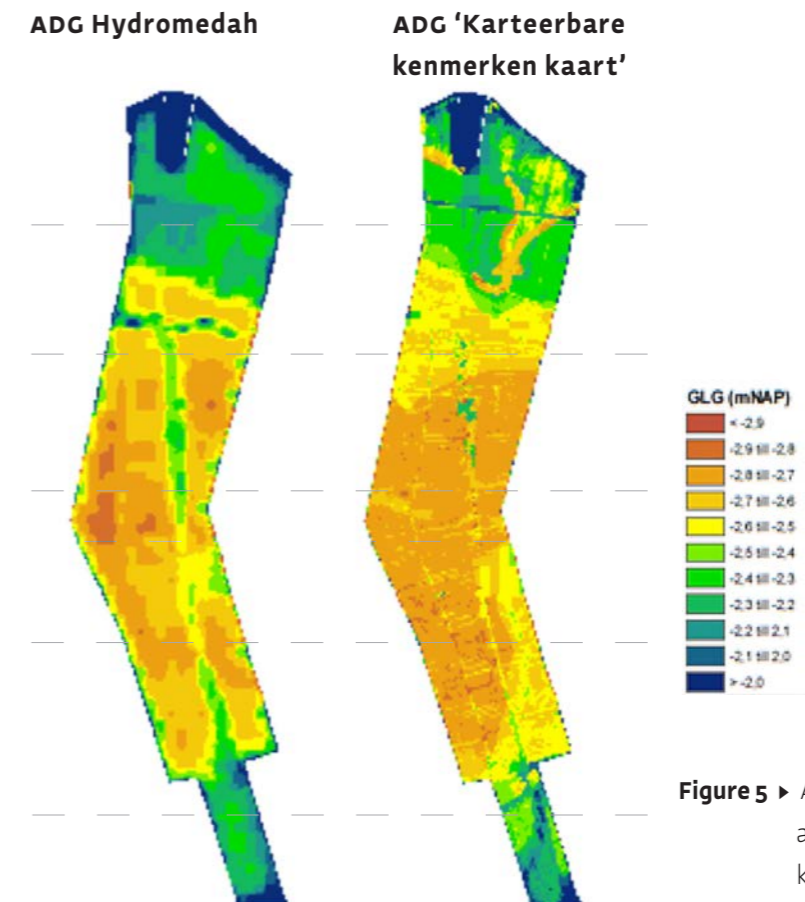 ADG Hydromedah
ADG ‘Karteerbare
kenmerken kaart’
GLG (mNAP)
< -2,9
-2,9 till -2,8
-2,8 till -2,7
-2,7 till -2,6
-2,6 till -2,5
-2,5 till -2,4
-2,4 till -2,3
-2,3 till -2,2
-2,2 till 2,1
-2,1 till 2,0
> -2,0
Figure 5 ▸ A
a
k